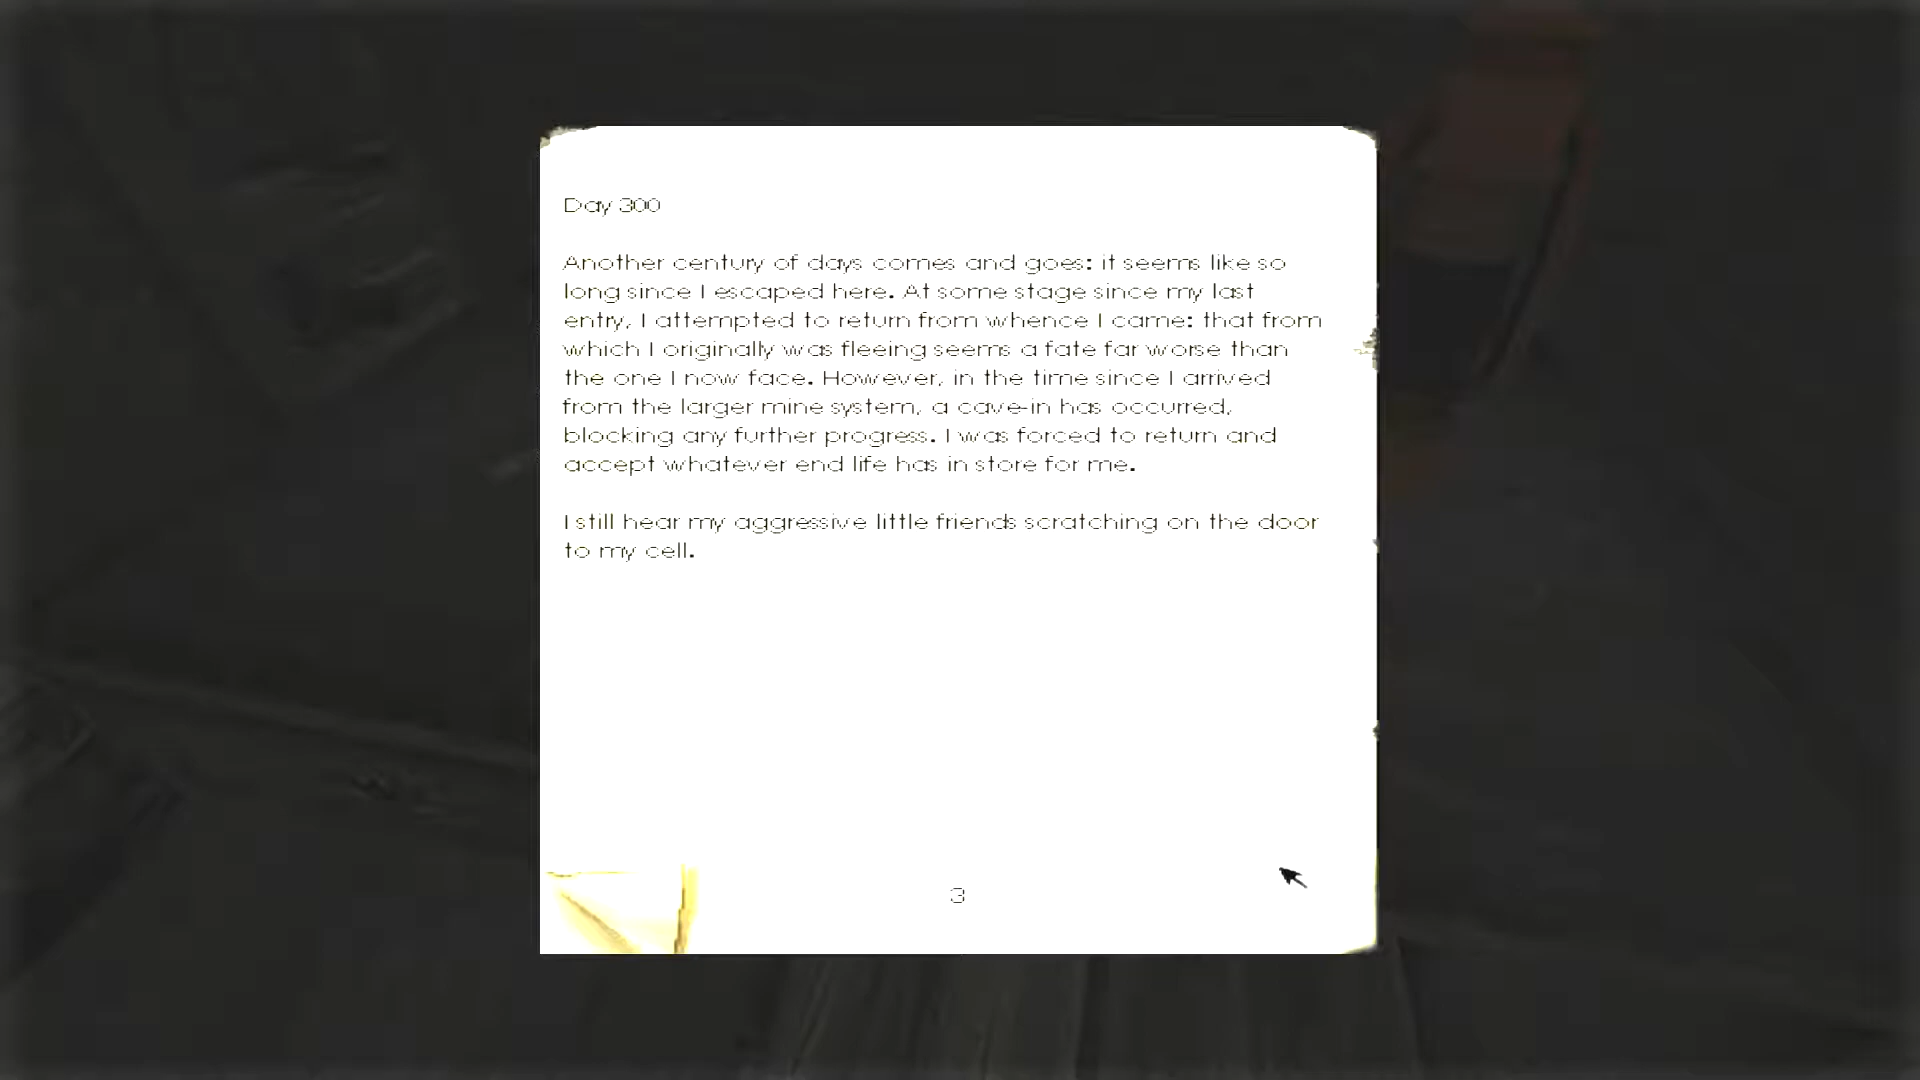 Day 300
Another century of days comes and goes: it seems like so
long since I escaped here. At some stage since my last
entry, I attempted to return from whence I came: that from
which I originally was fleeing seems a fate far worse than
the one I now face. However, in the time since I arrived
from the larger mine system, a cave-in has occurred,
blocking any further progress. I was forced to return and
accept whatever end life has in store for me.
I still hear my aggressive little friends scratching on the door
to my cell.
3